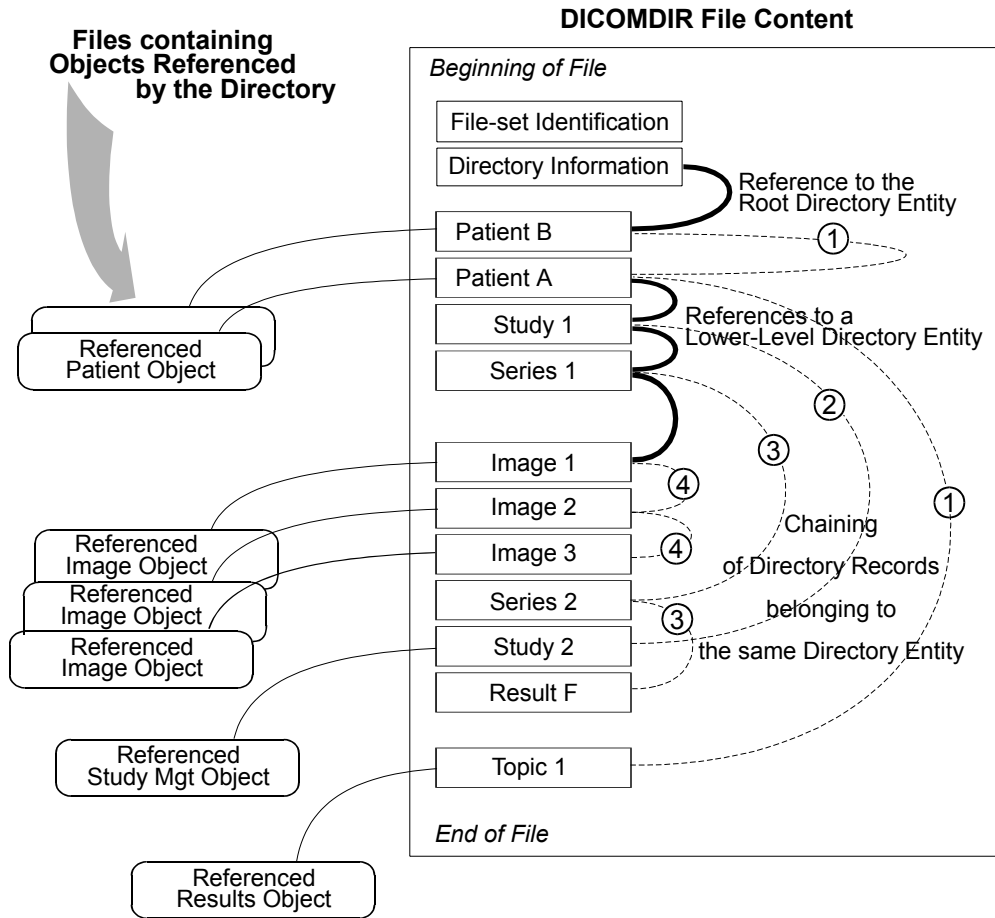 DICOMDIR File Content
Files containing
Objects Referenced
by the Directory
Beginning of File
File-set Identification
Directory Information
Reference to the
Root Directory Entity
Patient B
1
Patient A
Study 1
References to a
Lower-Level Directory Entity
Series 1
Referenced
Patient Object
2
3
Image 1
4
Image 2
1
Chaining
Image 3
4
of Directory Records
Referenced
Image Object
Referenced
Image Object
Referenced
Image Object
Series 2
3
belonging to
Study 2
the same Directory Entity
Result F
Referenced
Study Mgt Object
Topic 1
End of File
Referenced
Results Object